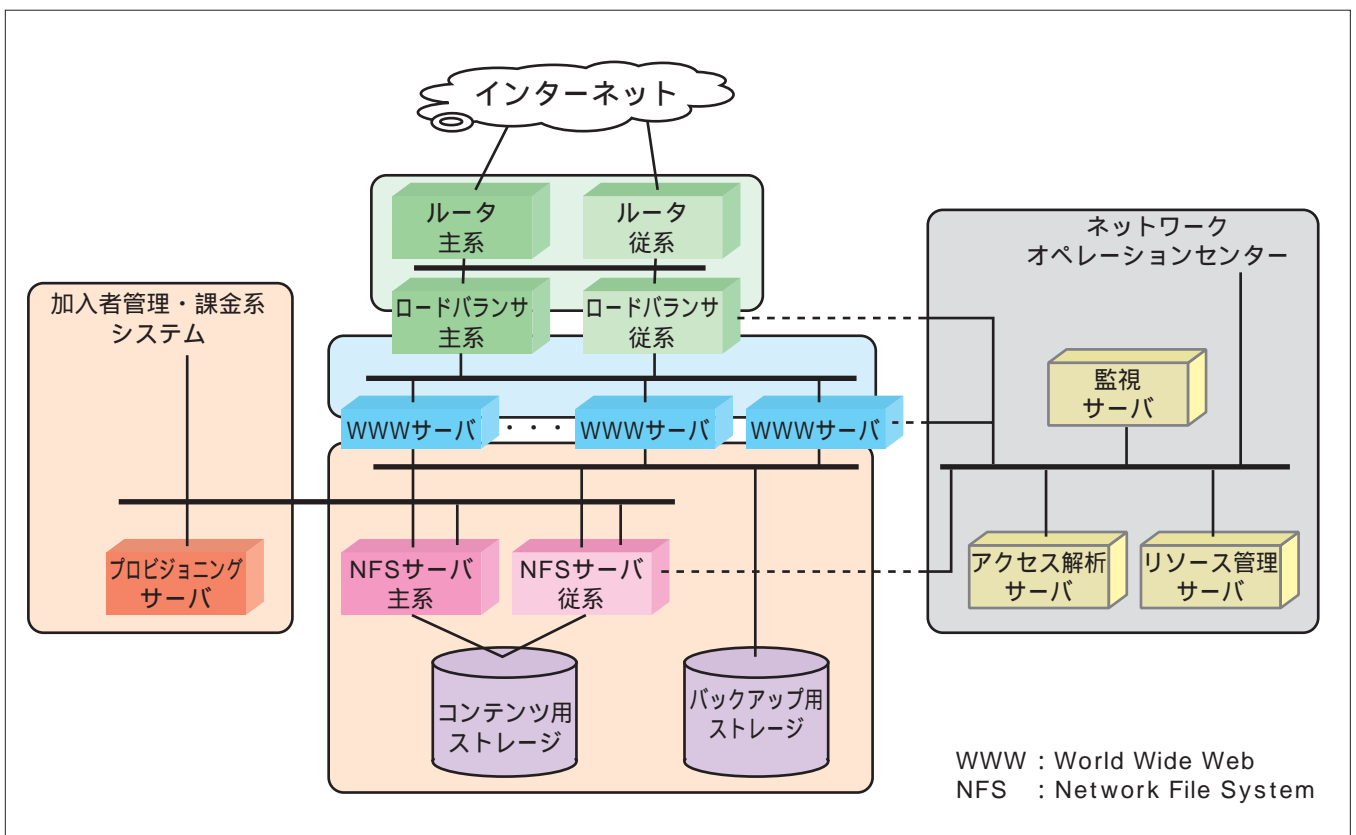 インターネット
ルータ
主系
ルータ
従系
ロードバランサ
主系
ロードバランサ
従系
加入者管理・課金系
システム
プロビジョニング
サーバ
WWWサーバ
・・・
WWWサーバ
WWWサーバ
NFSサーバ
主系
NFSサーバ
従系
コンテンツ用
ストレージ
バックアップ用
ストレージ
ネットワーク
オペレーションセンター
監視
サーバ
アクセス解析
サーバ
リソース管理
サーバ
WWW : World Wide Web
NFS : Network File System